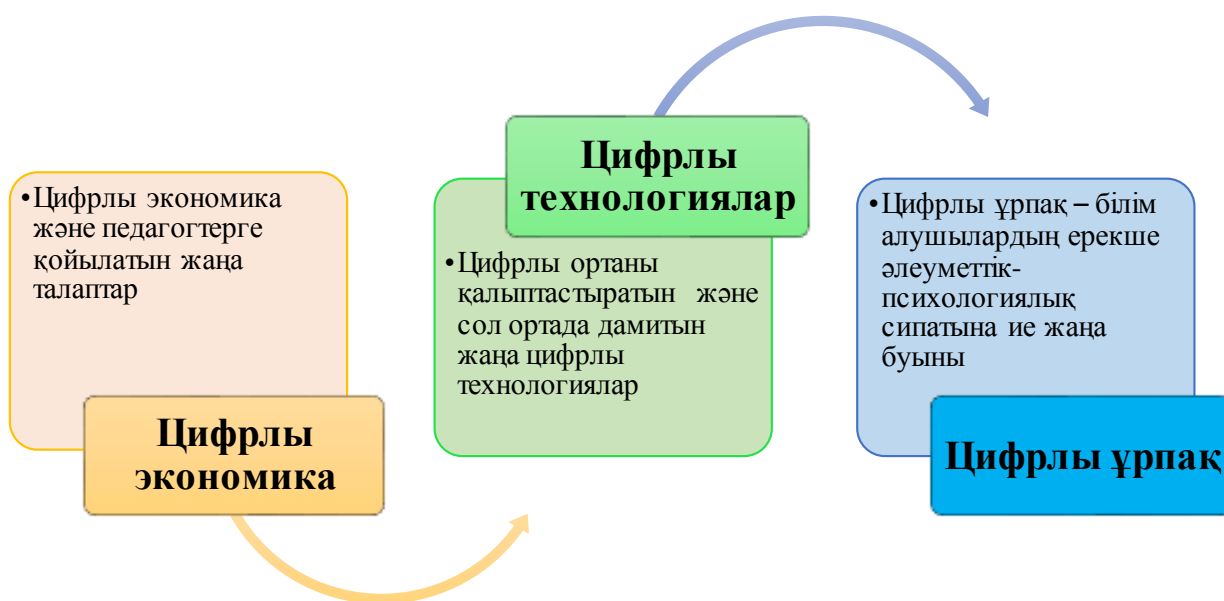 •Цифрлы экономика
және педагогтерге
қойылатын жаңа
талаптар
Цифрлы
экономика
Цифрлы
технологиялар
•Цифрлы ортаны
қалыптастыратын және
сол ортада дамитын
жаңа цифрлы
технологиялар
•Цифрлы ұрпақ – білім
алушылардың ерекше
әлеуметтік-
психологиялық
сипатына ие жаңа
буыны
Цифрлы ұрпақ